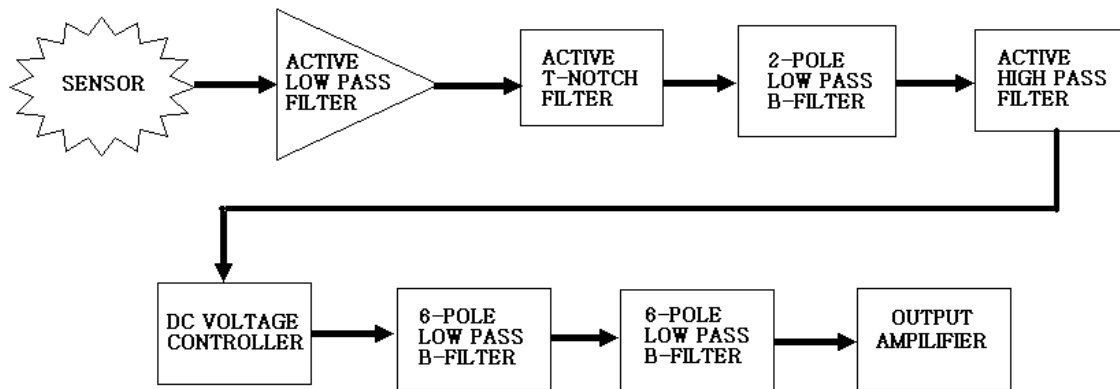 SENSOR
ACTIVE
LOW PASS
FILTER
ACTIVE
T-NOTCH
FILTER
2-POLE
LOW PASS
B-FILTER
ACTIVE
HIGH PASS
FILTER
DC VOLTAGE
CONTROLLER
6-POLE
LOW PASS
B-FILTER
6-POLE
LOW PASS
B-FILTER
OUTPUT
AMPILIFIER